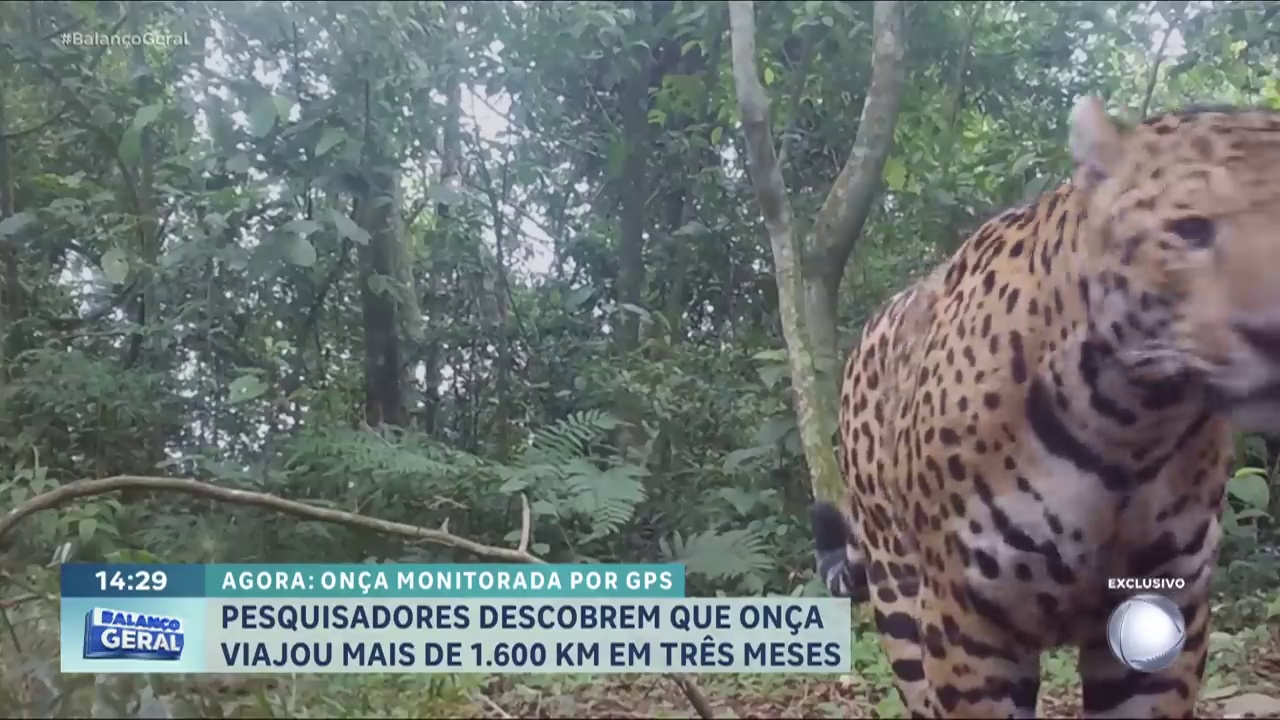 #BalançoGeral
14:29
AGORA: ONÇA MONITORADA POR GPS
BALANÇO
GERAL
PESQUISADORES DESCOBREM QUE ONÇA
VIAJOU MAIS DE 1.600 KM EM TRÊS MESES
EXCLUSIVO